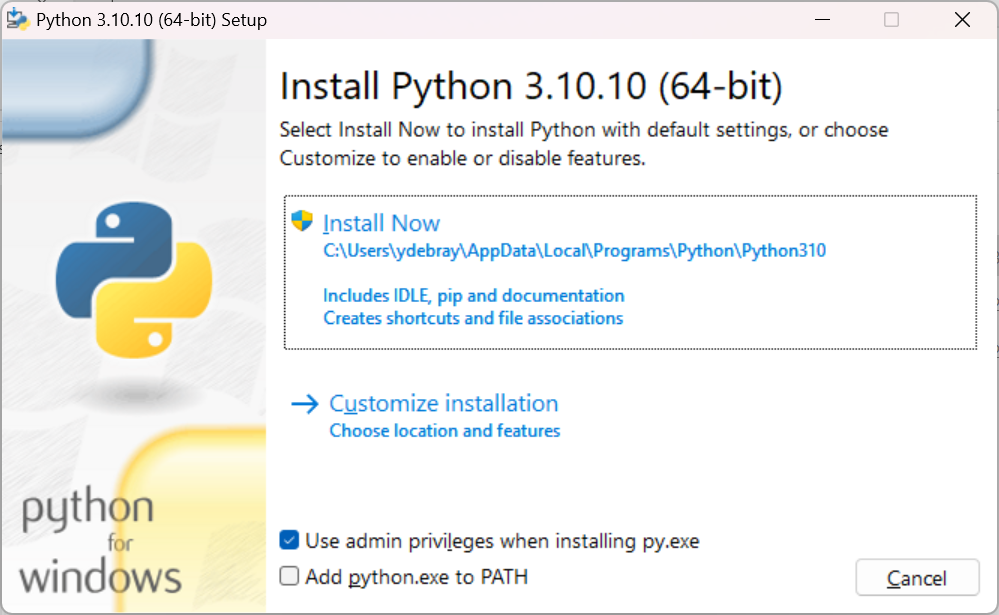 Python 3.10.10 (64-bit) Setup
Install Python 3.10.10 (64-bit)
Select Install Now to install Python with default settings, or choose
Customize to enable or disable features.
Install Now
C:\Users\ydebray\AppData\Local\Programs\Python\Python310
Includes IDLE, pip and documentation
Creates shortcuts and file associations
Customize installation
Choose location and features
python
for
windows
Use admin privileges when installing py.exe
Add python.exe to PATH
Cancel